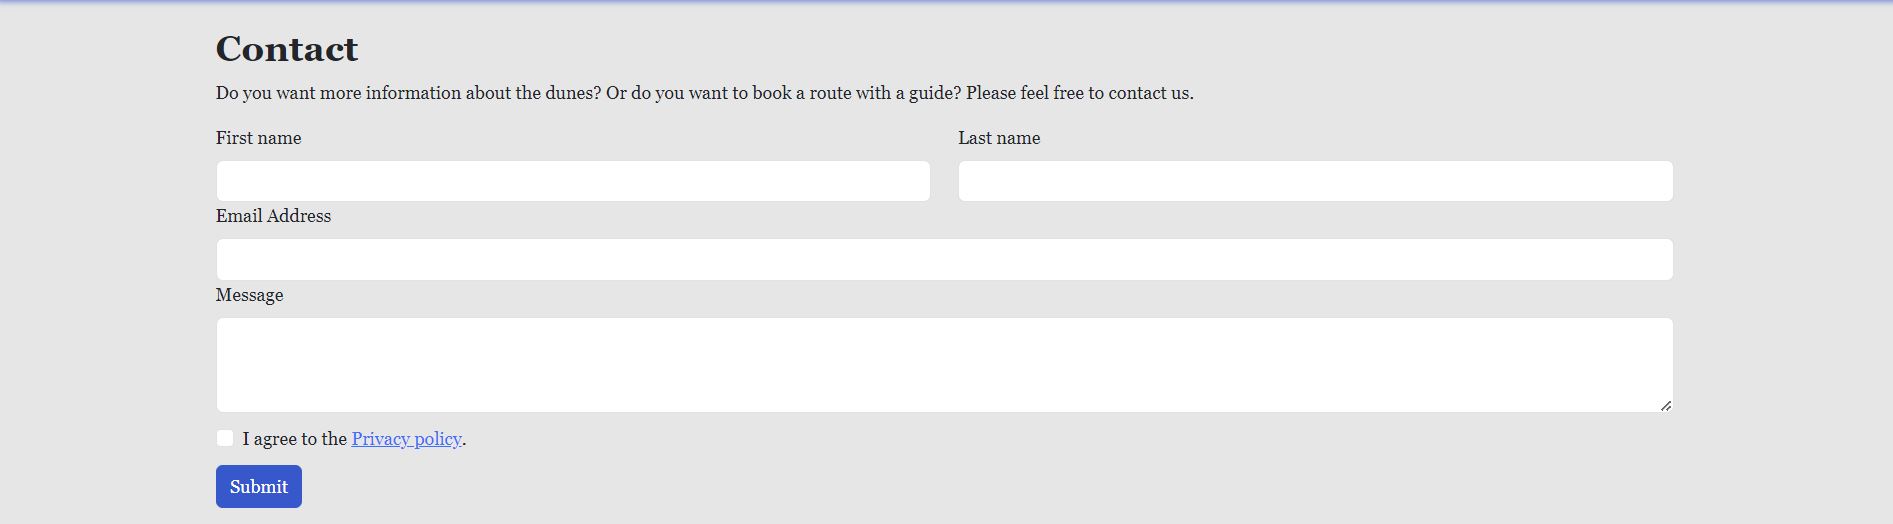 Contact
Do you want more information about the dunes? Or do you want to book a route with a guide? Please feel free to contact us.
First name
Last name
Email Address
Message
I agree to the Privacy policy.
Submit